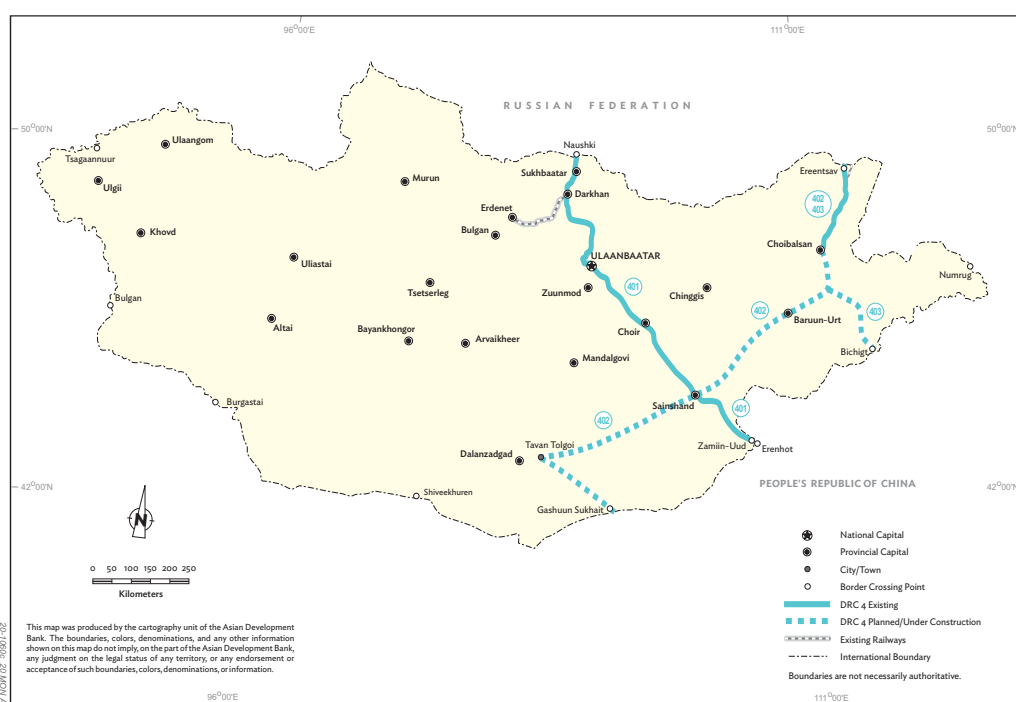 96°00'E
111°00'E
RUSSIAN FEDERATION
50°00'N
50°00'N
Ulaangom
Naushki
Tsagaannuur
Sukhbaatar
Ereentsav
Ulgii
Murun
Darkhan
402
403
Erdenet
Khovd
Bulgan
Choibalsan
Uliastai
ULAANBAATAR
Numrug
Tsetserleg
Zuunmod
401
Chinggis
Bulgan
402
403
Baruun-Urt
Altai
Bayankhongor
Arvaikheer
Choir
Bichigt
Mandalgovi
Burgastai
Sainshand
401
402
Tavan Tolgoi
Zamiin-Uud
Erenhot
Dalanzadgad
42°00'N
PEOPLE'S REPUBLIC OF CHINA
42°00'N
Shiveekhuren
Gashuun Sukhait
N
0 50 100 150 200 250
Kilometers
National Capital
Provincial Capital
City/Town
Border Crossing Point
DRC 4 Existing
DRC 4 Planned/Under Construction
Existing Railways
International Boundary
Boundaries are not necessarily authoritative.
This map was produced by the cartography unit of the Asian Development
Bank. The boundaries, colors, denominations, and any other information
shown on this map do not imply, on the part of the Asian Development Bank,
any judgment on the legal status of any territory, or any endorsement or
acceptance of such boundaries, colors, denominations, or information.
96°00'E
111°00'E